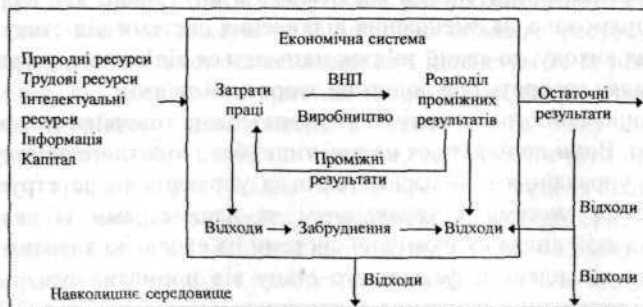 Економічна система
Природні ресурси
Трудові ресурси
Інтелектуальні
ресурси
Інформація
Капітал
Затрати
праці
ВНП
Виробництво
Розподіл
проміжних
результатів
Остаточні
результати
Проміжні
результати
Відходи
Забруднення
Відходи
Відходи
Відходи
Відходи
Навколишнє середовище